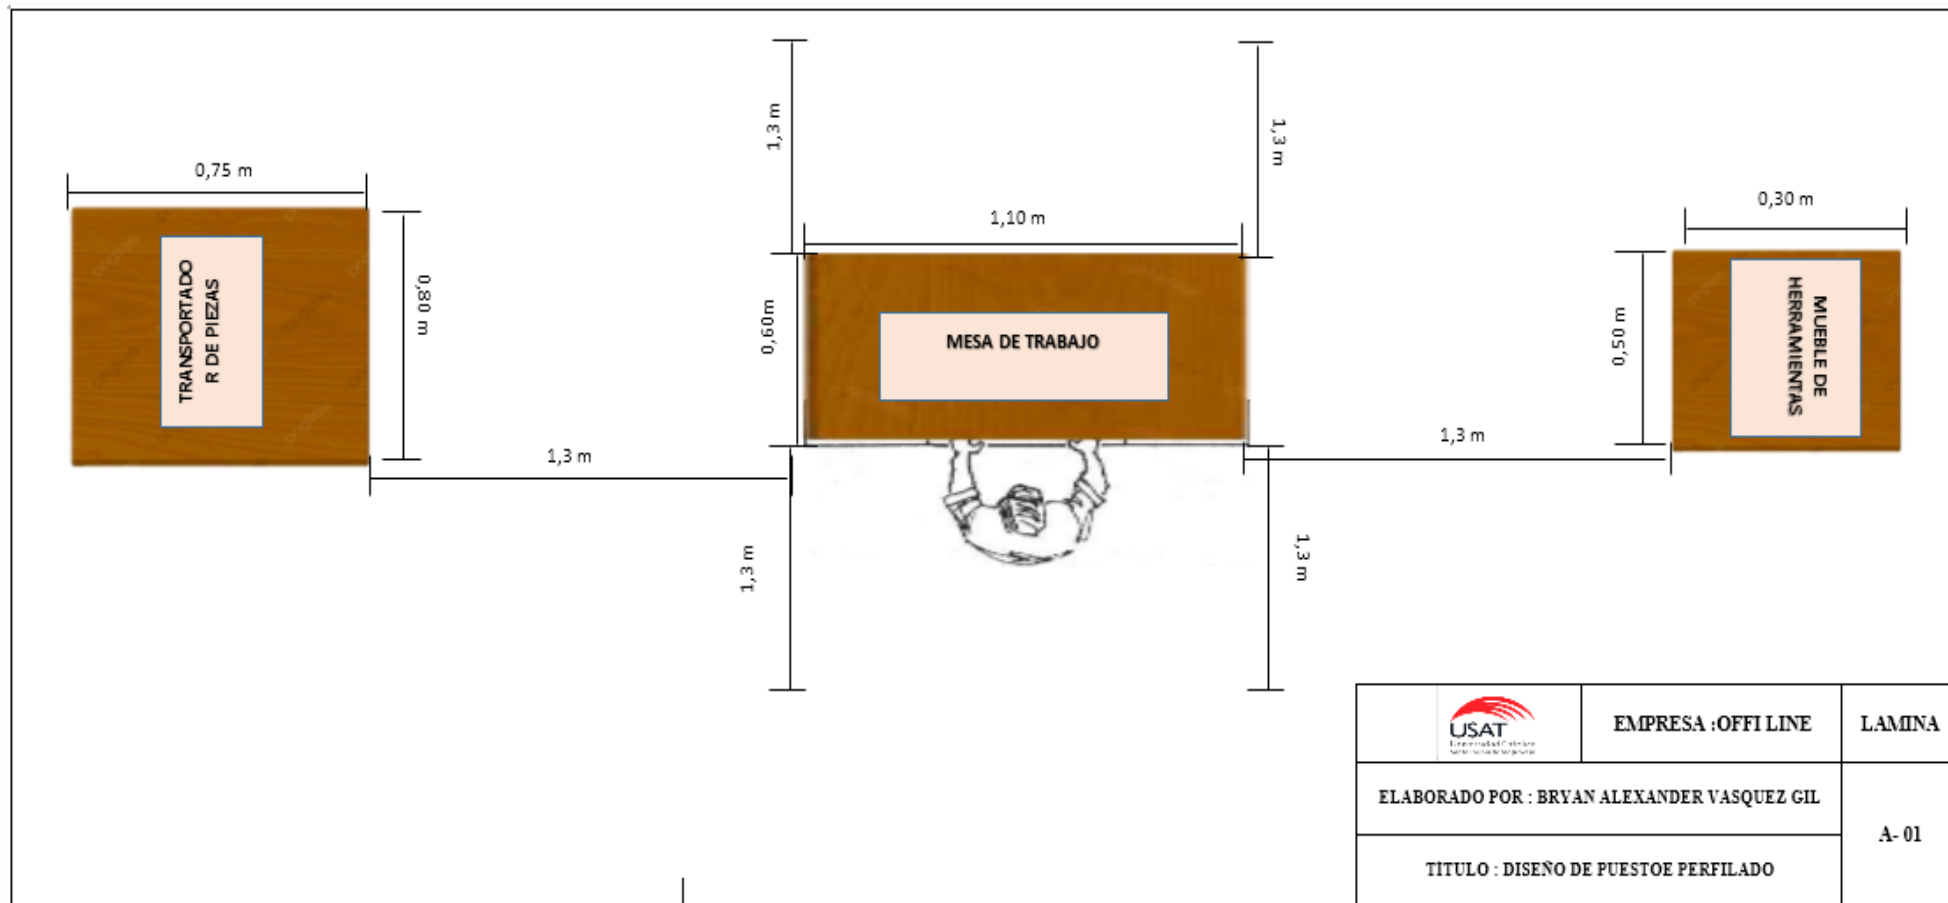 1,3 m
1,3 m
0,75 m
1,10 m
0,30 m
TRANSPORTADO
R DE PIEZAS
0,80 m
0,60m
MESA DE TRABAJO
0,50 m
MUEBLE DE
HERRAMIENTAS
1,3 m
1,3 m
1,3 m
1,3 m
USAT
EMPRESA :OFFI LINE
LAMINA
ELABORADO POR : BRYAN ALEXANDER VASQUEZ GIL
A- 01
TÍTULO : DISEÑO DE PUESTOE PERFILADO